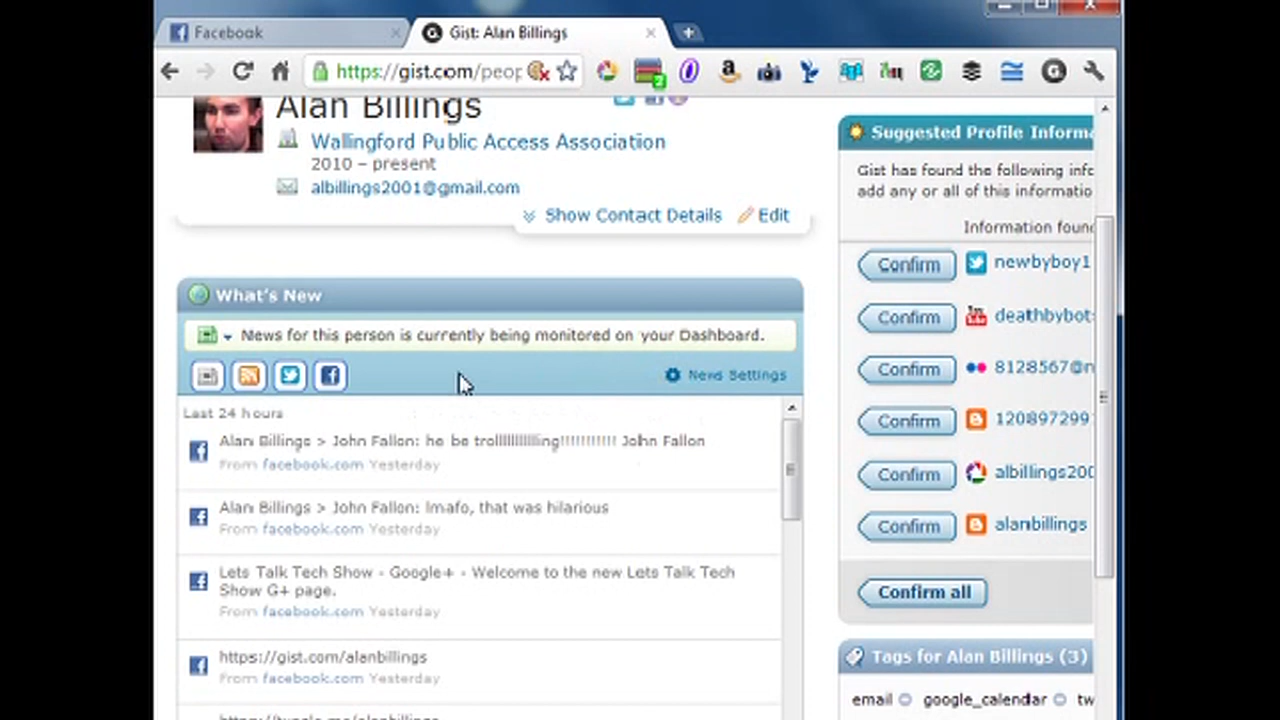 Facebook
Gist: Alan Billings
https://gist.com/peop
Alan Billings
Wallingford Public Access Association
2010 – present
albillings2001@gmail.com
Show Contact Details
Edit
What's New
News for this person is currently being monitored on your Dashboard.
News Settings
Last 24 hours
Alan Billings > John Fallon: he be
John Fallon
From facebook.com Yesterday
Alan Billings > John Fallon: lmafo, that was hilarious
From facebook.com Yesterday
Lets Talk Tech Show - Google+ - Welcome to the new Lets Talk Tech
Show G+ page.
From facebook.com Yesterday
https://gist.com/alanbillings
From facebook.com Yesterday
Suggested Profile Informa
Gist has found the following info
add any or all of this informatio
Information found
Confirm newbyboy1
Confirm deathbybot
Confirm 8128567@n
Confirm 1208972991
Confirm albillings200
Confirm alanbillings
Confirm all
Tags for Alan Billings (3)
email google_calendar tw